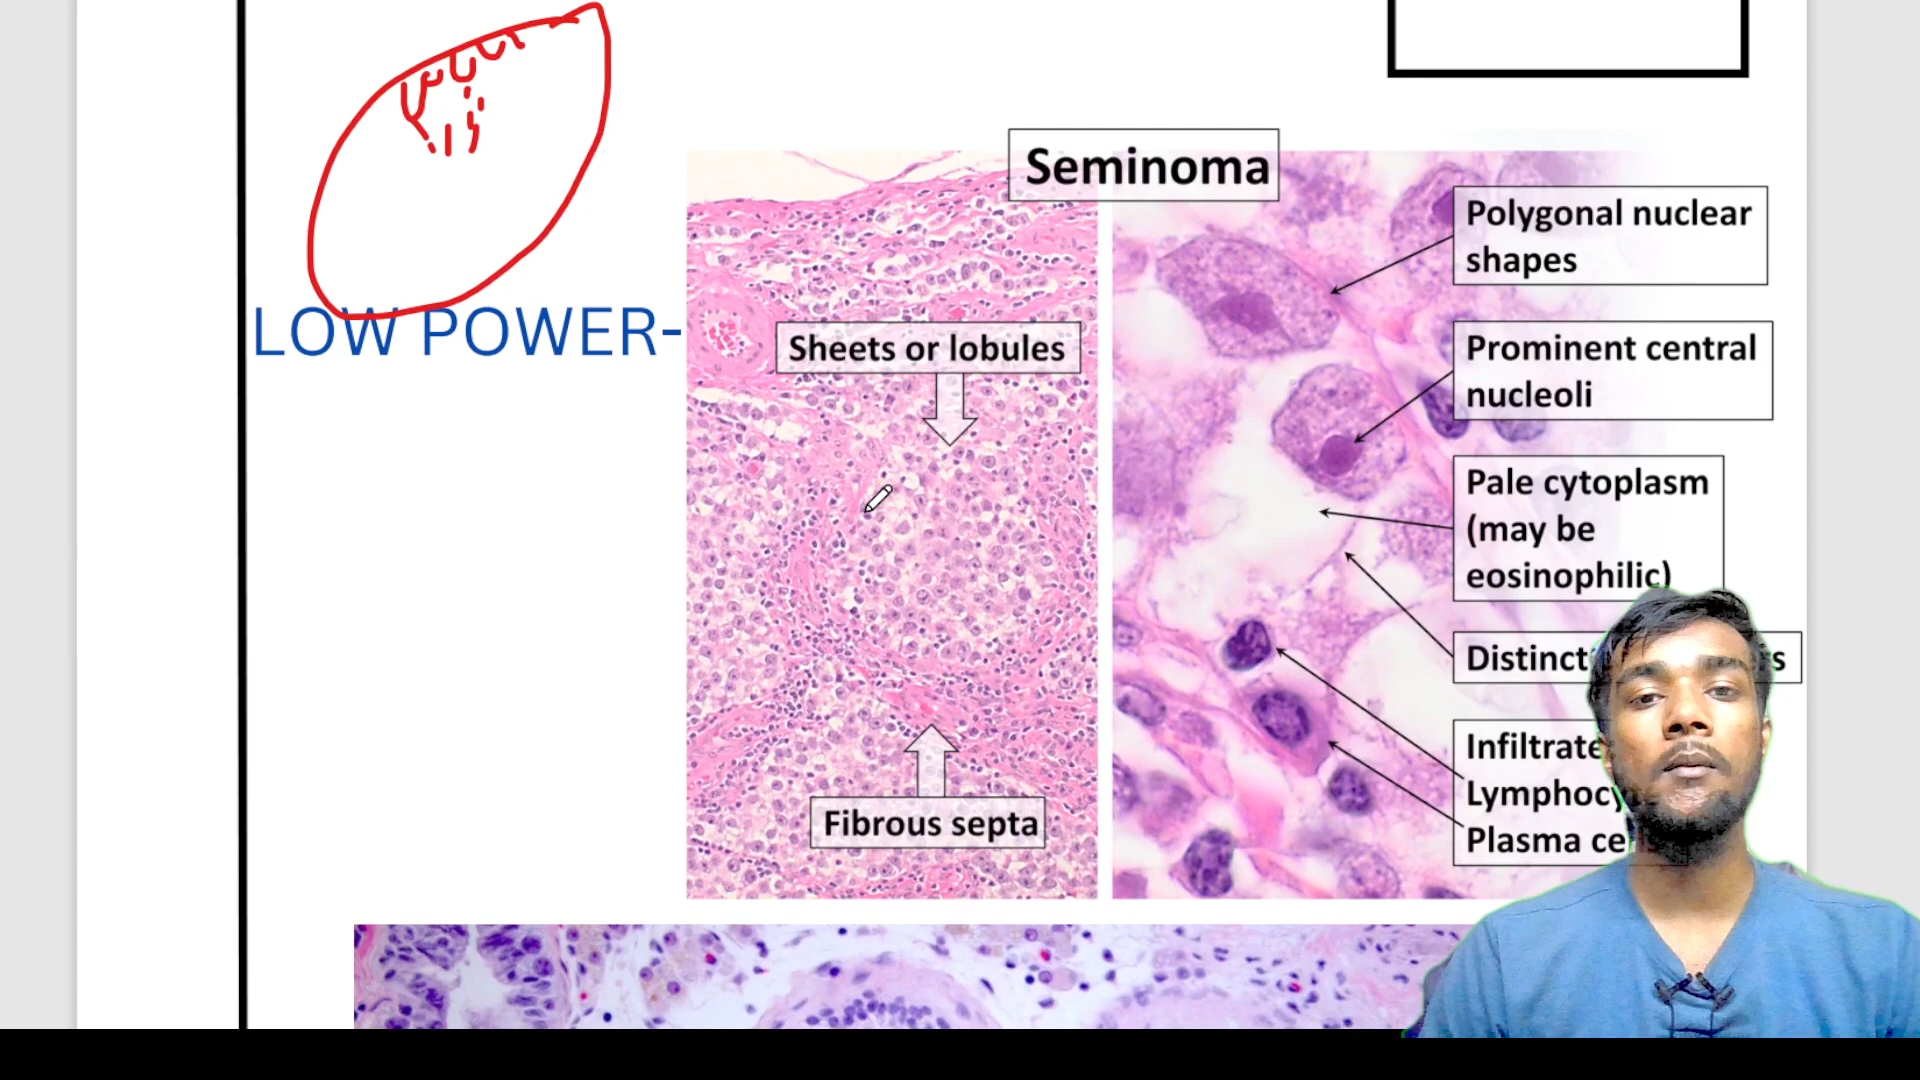 Seminoma
LOW POWER-
Sheets or lobules
Fibrous septa
Polygonal nuclear
shapes
Prominent central
nucleoli
Pale cytoplasm
(may be
eosinophilic)
Distinct
Infiltrate
Plasma